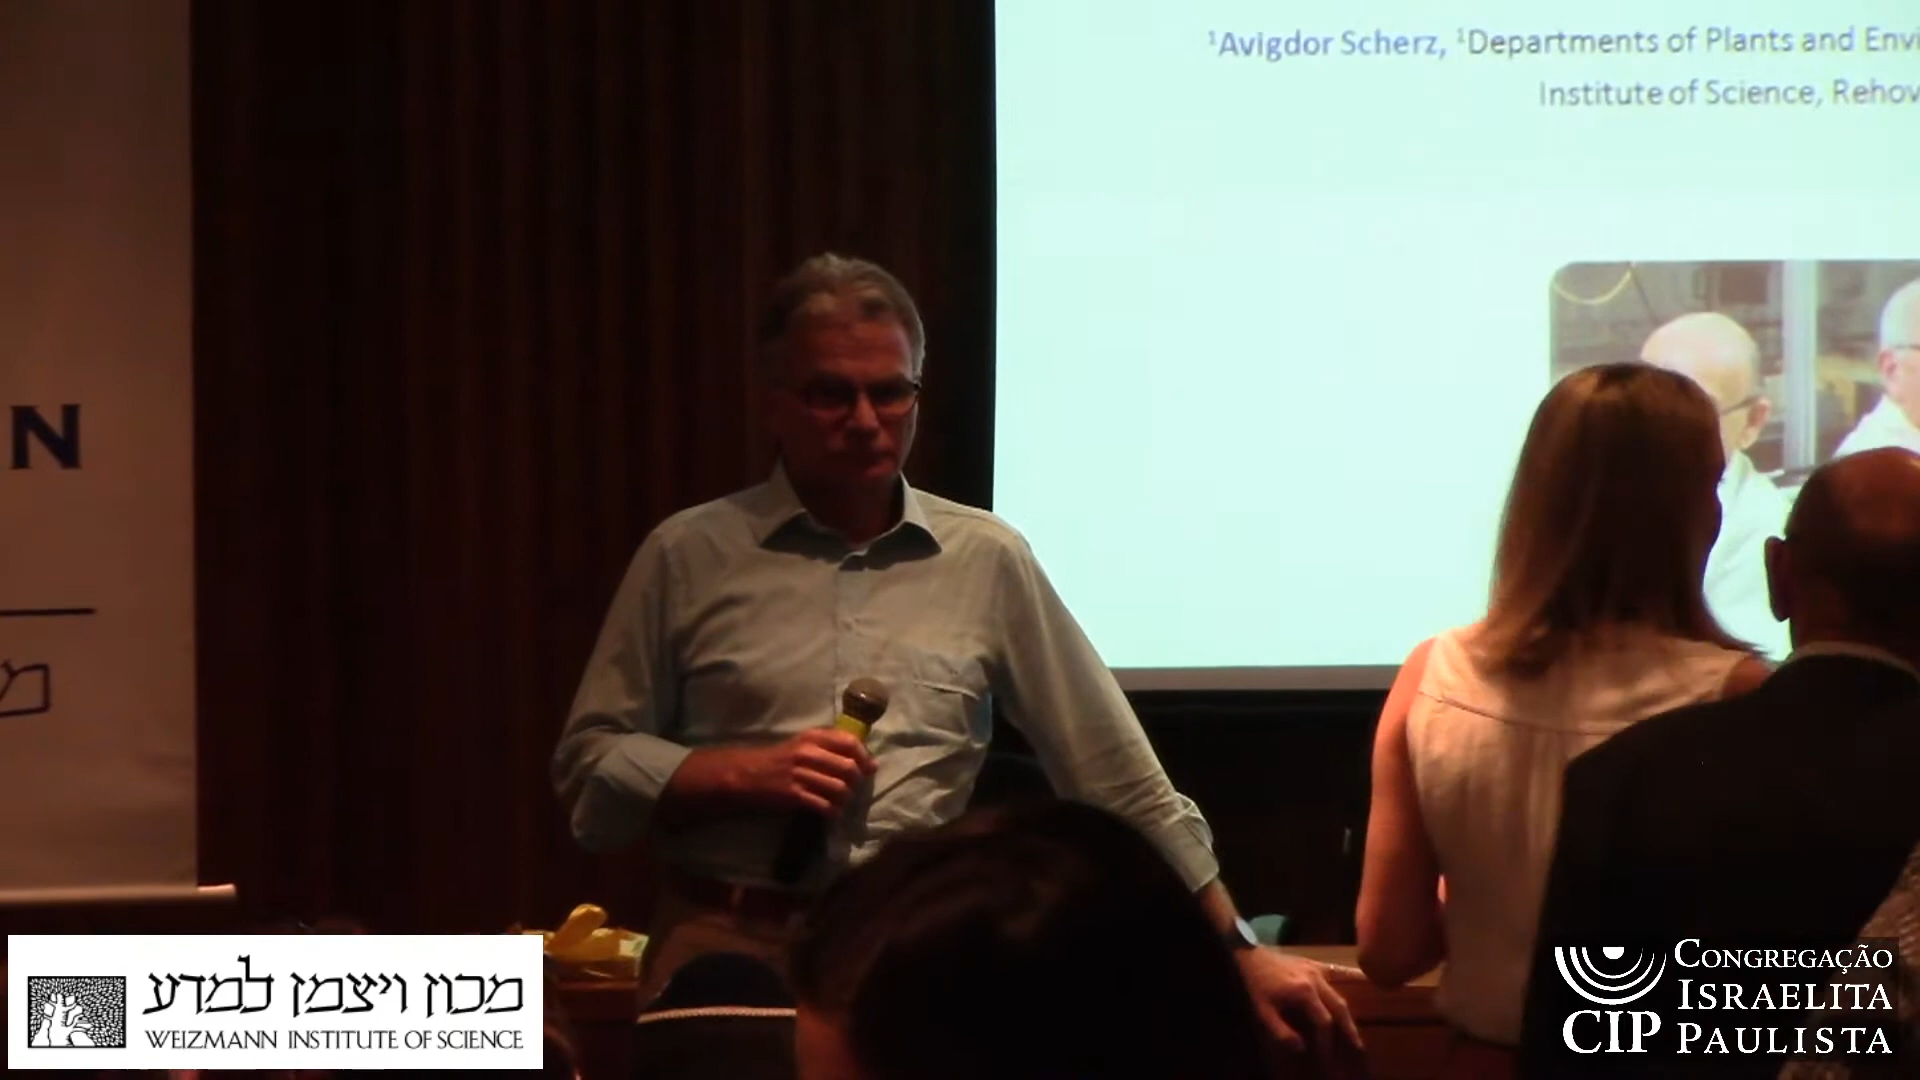 ¹Avigdor Scherz, ¹Departments of Plants and Envi
Institute of Science, Rehov
N
מ
מכון ויצמן למדע
WEIZMANN INSTITUTE OF SCIENCE
CONGREGAÇÃO
ISRAELITA
CIP PAULISTA